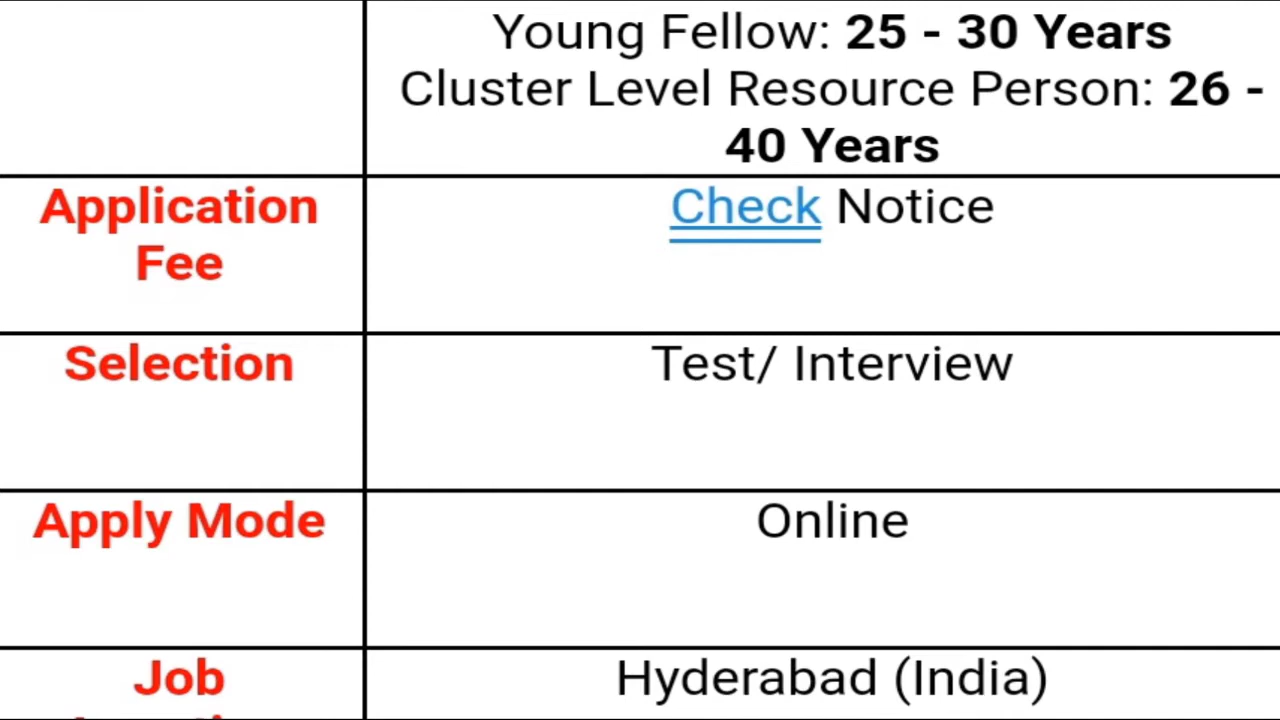 Young Fellow: 25 - 30 Years
Cluster Level Resource Person: 26 -
40 Years
Application
Fee
Check Notice
Selection
Test/ Interview
Apply Mode
Online
Job
Hyderabad (India)